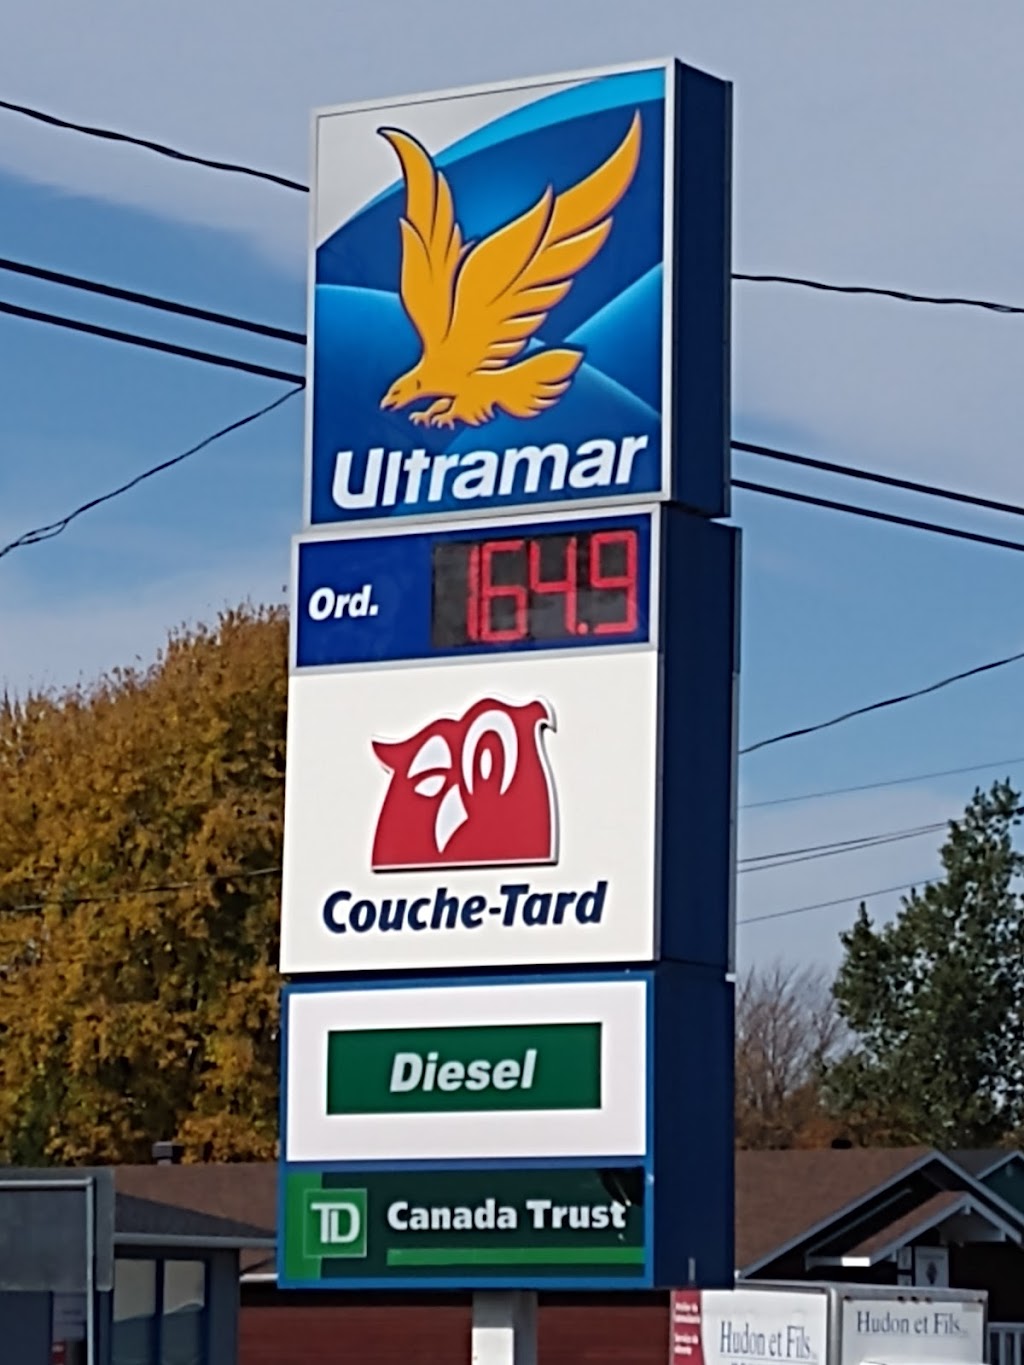 Ultramar
Ord. 164.9
Couche-Tard
Diesel
TD Canada Trust
Hudon et Fils
Hudon et Fils